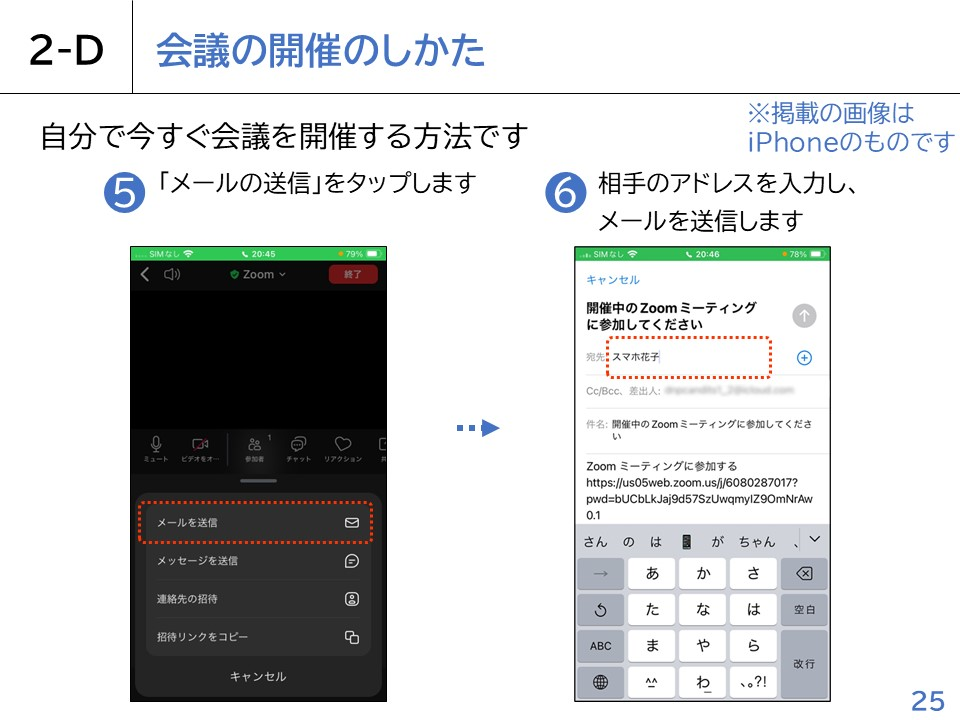 2-D
会議の開催のしかた
自分で今すぐ会議を開催する方法です
※掲載の画像は
iPhoneのものです
5
「メールの送信」をタップします
6
相手のアドレスを入力し、
メールを送信します
SIMなし 20:45 79%
Zoom 終了
ミュート ビデオをオ… 参加者 1 チャット リアクション
メールを送信
メッセージを送信
連絡先の招待
招待リンクをコピー
キャンセル
SIMなし 20:46 78%
キャンセル
開催中のZoomミーティング
に参加してください
宛先: スマホ花子
Cc/Bcc、差出人:
件名: 開催中のZoomミーティングに参加してくださ
い
Zoom ミーティングに参加する
https://us05web.zoom.us/j/6080287017?
pwd=bUCbLkJaj9d57SzUwqmyIZ9OmNrAw
0.1
さん の は が ちゃん 、
→ あ か さ
た な は 空白
ABC ま や ら
改行
^^ わ 、。?!
25